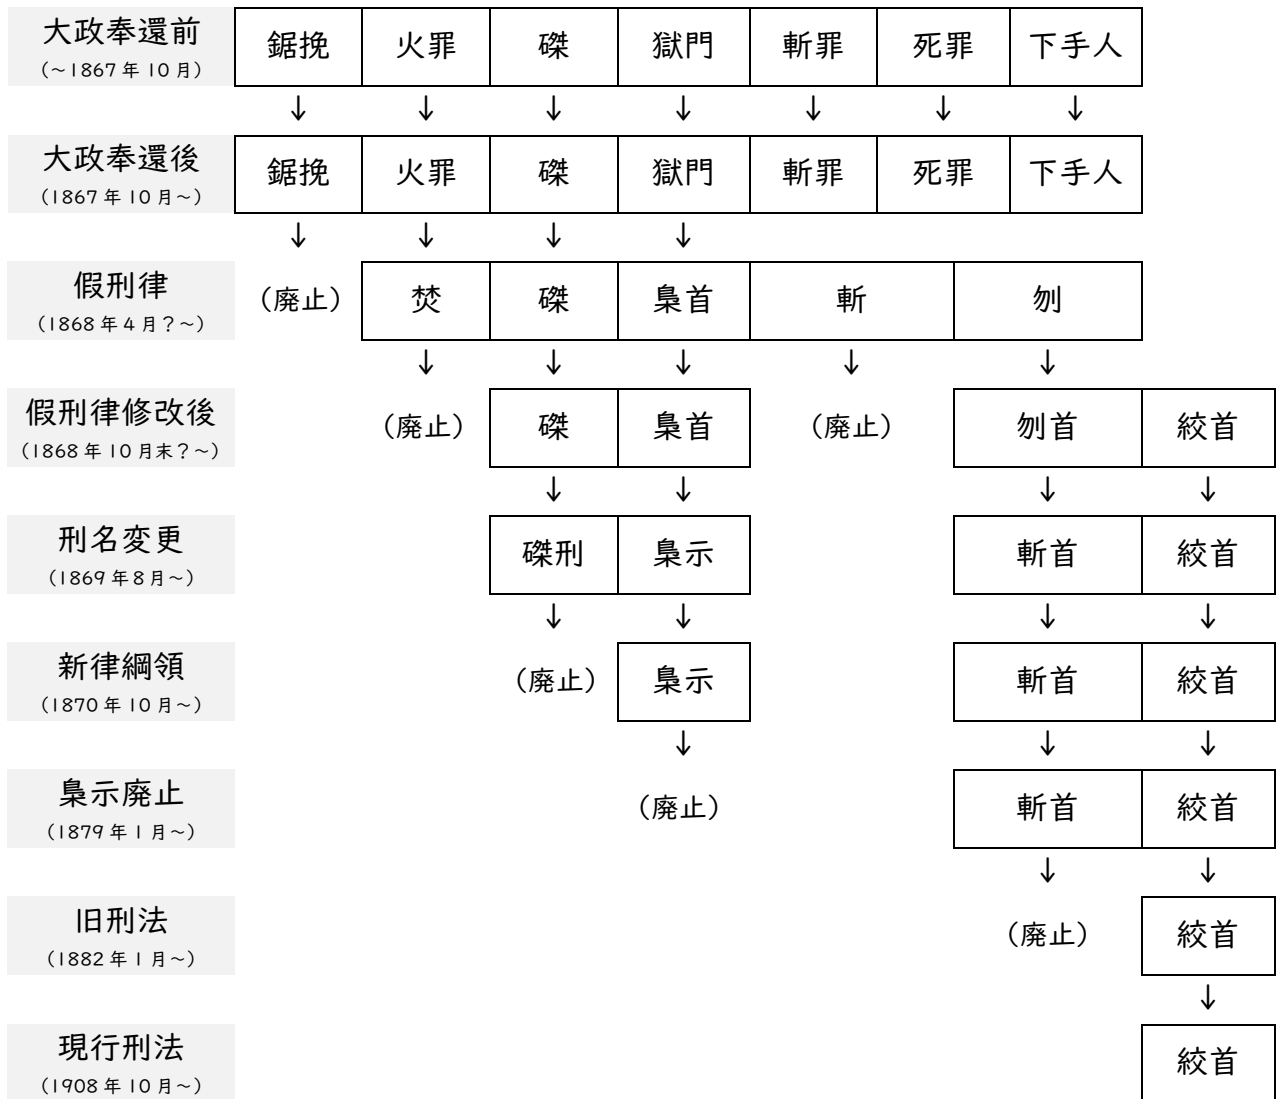 大政奉還前 鋸挽 火罪 磔 獄門 斬罪 死罪 下手人
(~1867年10月)
↓ ↓ ↓ ↓ ↓ ↓ ↓
大政奉還後 鋸挽 火罪 磔 獄門 斬罪 死罪 下手人
(1867年10月~)
↓ ↓ ↓ ↓
假刑律 (廃止) 焚 磔 梟首 斬 刎
(1868年4月?~)
↓ ↓ ↓ ↓ ↓
假刑律修改後 (廃止) 磔 梟首 (廃止) 刎首 絞首
(1868年10月末?~)
↓ ↓ ↓ ↓
刑名変更 磔刑 梟示 斬首 絞首
(1869年8月~)
↓ ↓ ↓ ↓
新律綱領 (廃止) 梟示 斬首 絞首
(1870年10月~)
↓ ↓ ↓
梟示廃止 (廃止) 斬首 絞首
(1879年1月~)
↓ ↓
旧刑法 (廃止) 絞首
(1882年1月~)
↓
現行刑法 絞首
(1908年10月~)